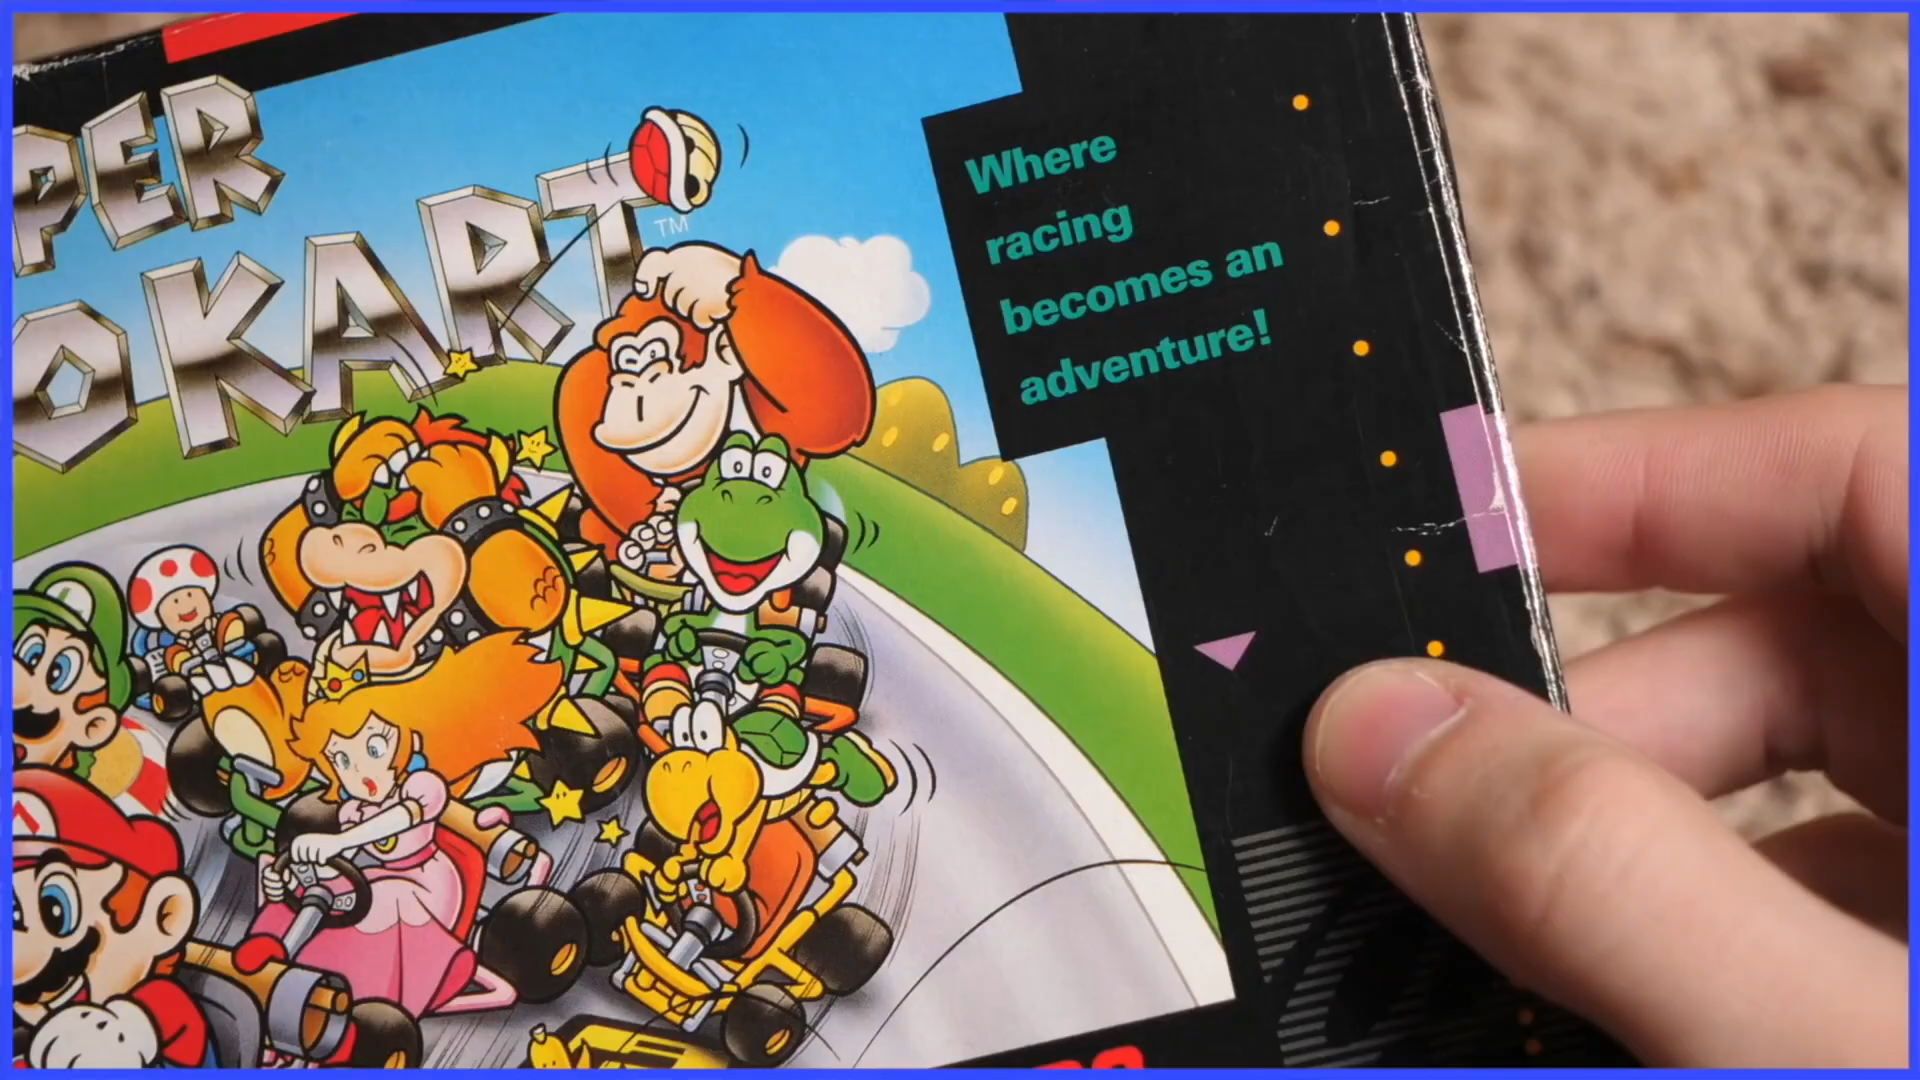 PER
O KART
TM
Where
racing
becomes an
adventure!